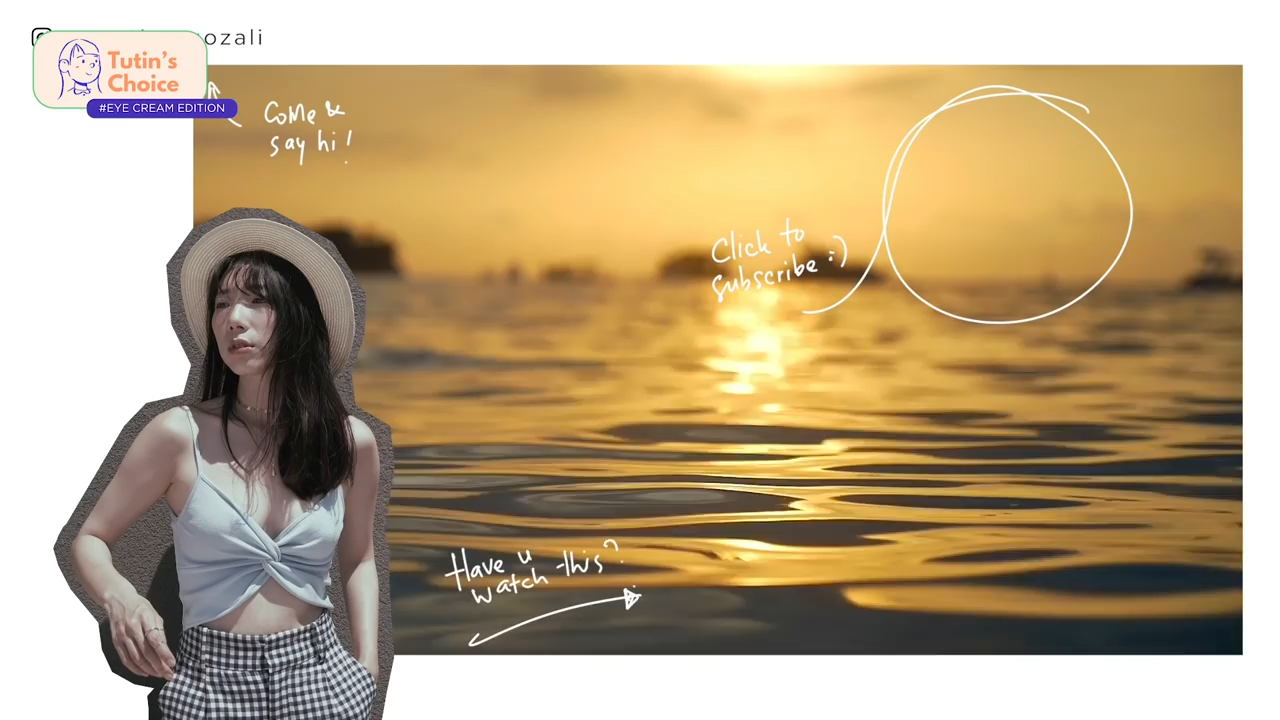 ozali
Tutin's
Choice
#EYE CREAM EDITION
CoMe &
say hi!
Click to
subscribe :)
Have u
watch this?